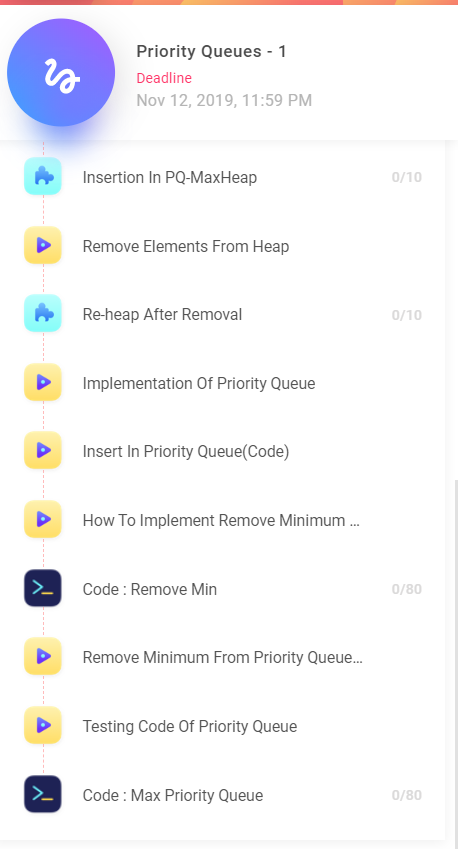 Priority Queues - 1
Deadline
Nov 12, 2019, 11:59 PM
Insertion In PQ-MaxHeap 0/10
Remove Elements From Heap
Re-heap After Removal 0/10
Implementation Of Priority Queue
Insert In Priority Queue(Code)
How To Implement Remove Minimum ...
Code : Remove Min 0/80
Remove Minimum From Priority Queue...
Testing Code Of Priority Queue
Code : Max Priority Queue 0/80